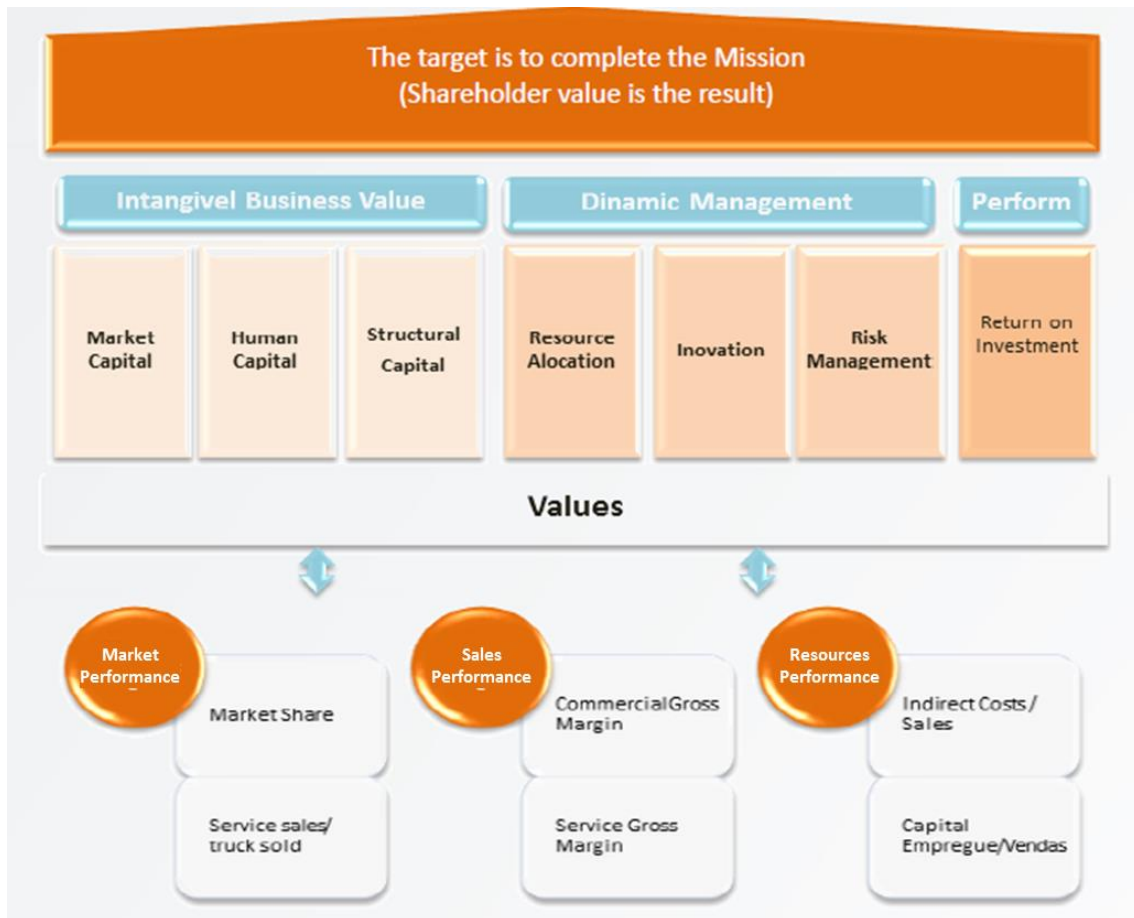 The target is to complete the Mission
(Shareholder value is the result)
Intangivel Business Value
Dinamic Management
Perform
Market
Capital
Human
Capital
Structural
Capital
Resource
Alocation
Inovation
Risk
Management
Return on
Investment
Values
Market
Performance
Market Share
Service sales/
truck sold
Sales
Performance
CommercialGross
Margin
Service Gross
Margin
Resources
Performance
Indirect Costs/
Sales
Capital
Empregue/Vendas